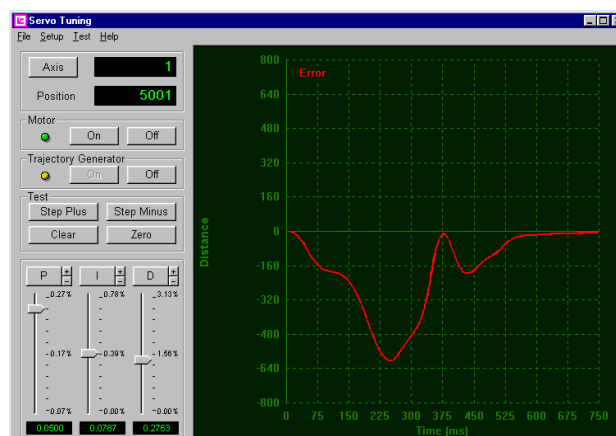 Servo Tuning
File Setup Test Help
Axis 1
Position 5001
Motor
On Off
Trajectory Generator
On Off
Test
Step Plus Step Minus
Clear Zero
P + - I + - D + -
0.27% 0.78% 3.13%
0.17% 0.39% 1.56%
0.07% 0.00% 0.00%
0.0500 0.0787 0.2763
Error
Distance
800
640
480
320
160
0
-160
-320
-480
-640
-800
0 75 150 225 300 375 450 525 600 675 750
Time (ms)